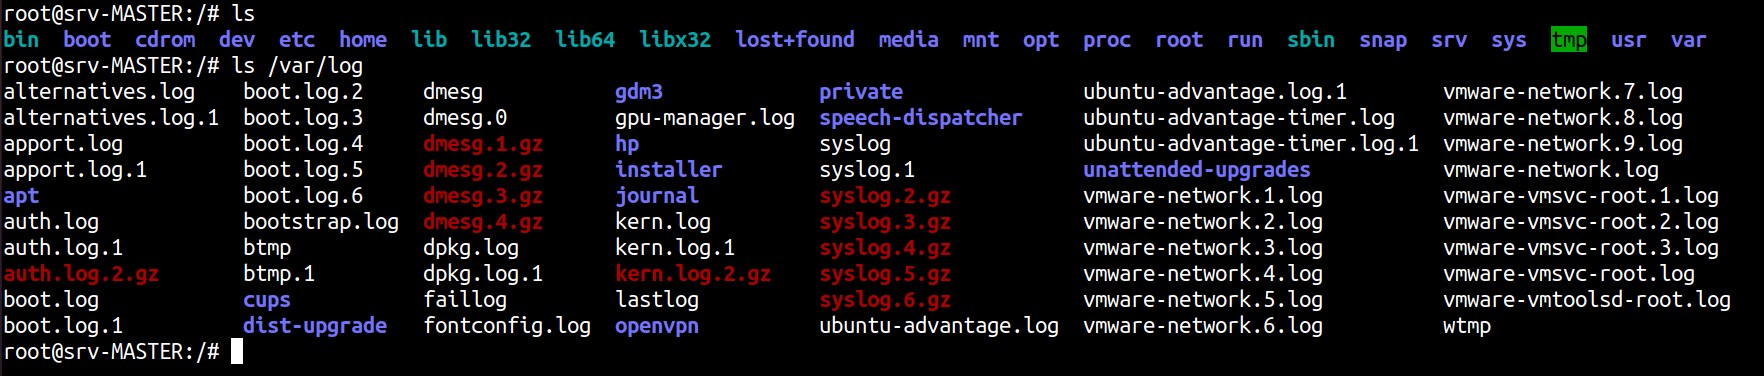 root@srv-MASTER:/# ls
bin  boot  cdrom  dev  etc  home  lib  lib32  lib64  libx32  lost+found  media  mnt  opt  proc  root  run  sbin  snap  srv  sys  tmp  usr  var
root@srv-MASTER:/# ls /var/log
alternatives.log    boot.log.2     dmesg           gdm3             private            ubuntu-advantage.log.1        vmware-network.7.log
alternatives.log.1  boot.log.3     dmesg.0         gpu-manager.log  speech-dispatcher  ubuntu-advantage-timer.log    vmware-network.8.log
apport.log          boot.log.4     dmesg.1.gz      hp               syslog             ubuntu-advantage-timer.log.1  vmware-network.9.log
apport.log.1        boot.log.5     dmesg.2.gz      installer        syslog.1           unattended-upgrades           vmware-network.log
apt                 boot.log.6     dmesg.3.gz      journal          syslog.2.gz        vmware-network.1.log          vmware-vmsvc-root.1.log
auth.log            bootstrap.log  dmesg.4.gz      kern.log         syslog.3.gz        vmware-network.2.log          vmware-vmsvc-root.2.log
auth.log.1          btmp           dpkg.log        kern.log.1       syslog.4.gz        vmware-network.3.log          vmware-vmsvc-root.3.log
auth.log.2.gz       btmp.1         dpkg.log.1      kern.log.2.gz    syslog.5.gz        vmware-network.4.log          vmware-vmsvc-root.log
boot.log            cups           faillog         lastlog          syslog.6.gz        vmware-network.5.log          vmware-vmtoolsd-root.log
boot.log.1          dist-upgrade   fontconfig.log  openvpn          ubuntu-advantage.log  vmware-network.6.log       wtmp
root@srv-MASTER:/#